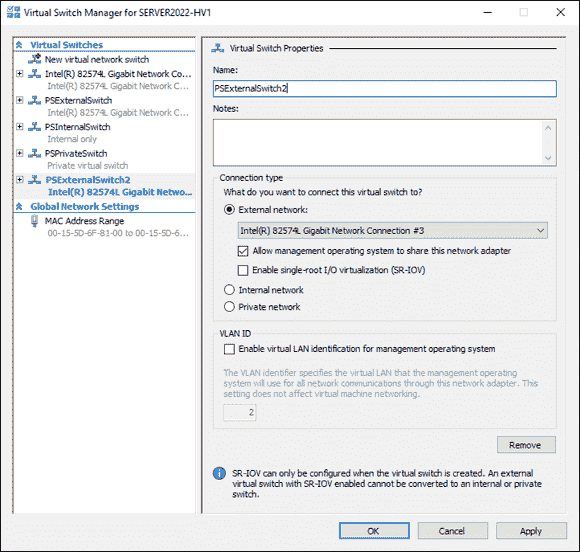 Virtual Switch Manager for SERVER2022-HV1
Virtual Switches
New virtual network switch
Intel(R) 82574L Gigabit Network Co...
Intel(R) 82574L Gigabit Network C...
PSExternalSwitch
Intel(R) 82574L Gigabit Network C...
PSInternalSwitch
Internal only
PSPrivateSwitch
Private virtual switch
PSExternalSwitch2
Intel(R) 82574L Gigabit Netwo...
Global Network Settings
MAC Address Range
00-15-5D-6F-81-00 to 00-15-5D-6...
Virtual Switch Properties
Name:
PSExternalSwitch2
Notes:
Connection type
What do you want to connect this virtual switch to?
External network:
Intel(R) 82574L Gigabit Network Connection #3
Allow management operating system to share this network adapter
Enable single-root I/O virtualization (SR-IOV)
Internal network
Private network
VLAN ID
Enable virtual LAN identification for management operating system
The VLAN identifier specifies the virtual LAN that the management operating
system will use for all network communications through this network adapter. This
setting does not affect virtual machine networking.
2
Remove
SR-IOV can only be configured when the virtual switch is created. An external
virtual switch with SR-IOV enabled cannot be converted to an internal or private
switch.
OK
Cancel
Apply